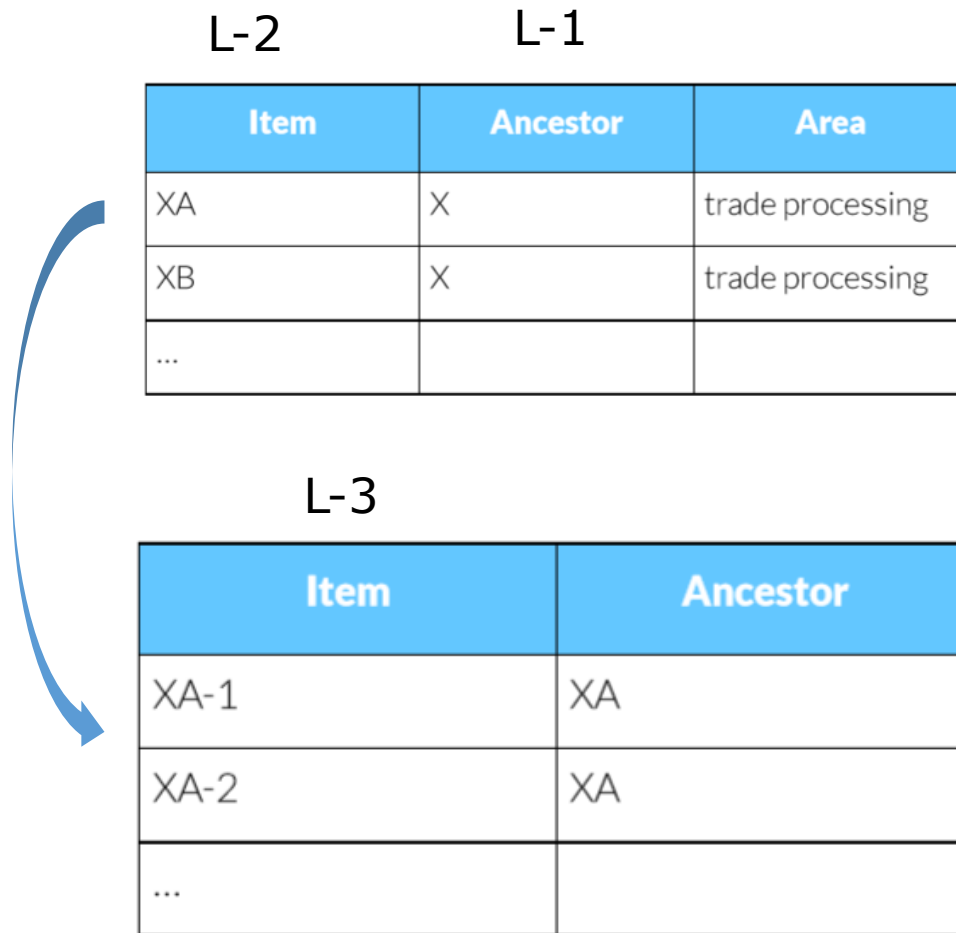 L-2 L-1
Item Ancestor Area
XA X trade processing
XB X trade processing
...
L-3
Item Ancestor
XA-1 XA
XA-2 XA
...